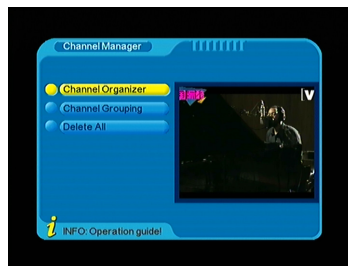 Channel Manager
Channel Organizer
Channel Grouping
Delete All
V
INFO: Operation guide!